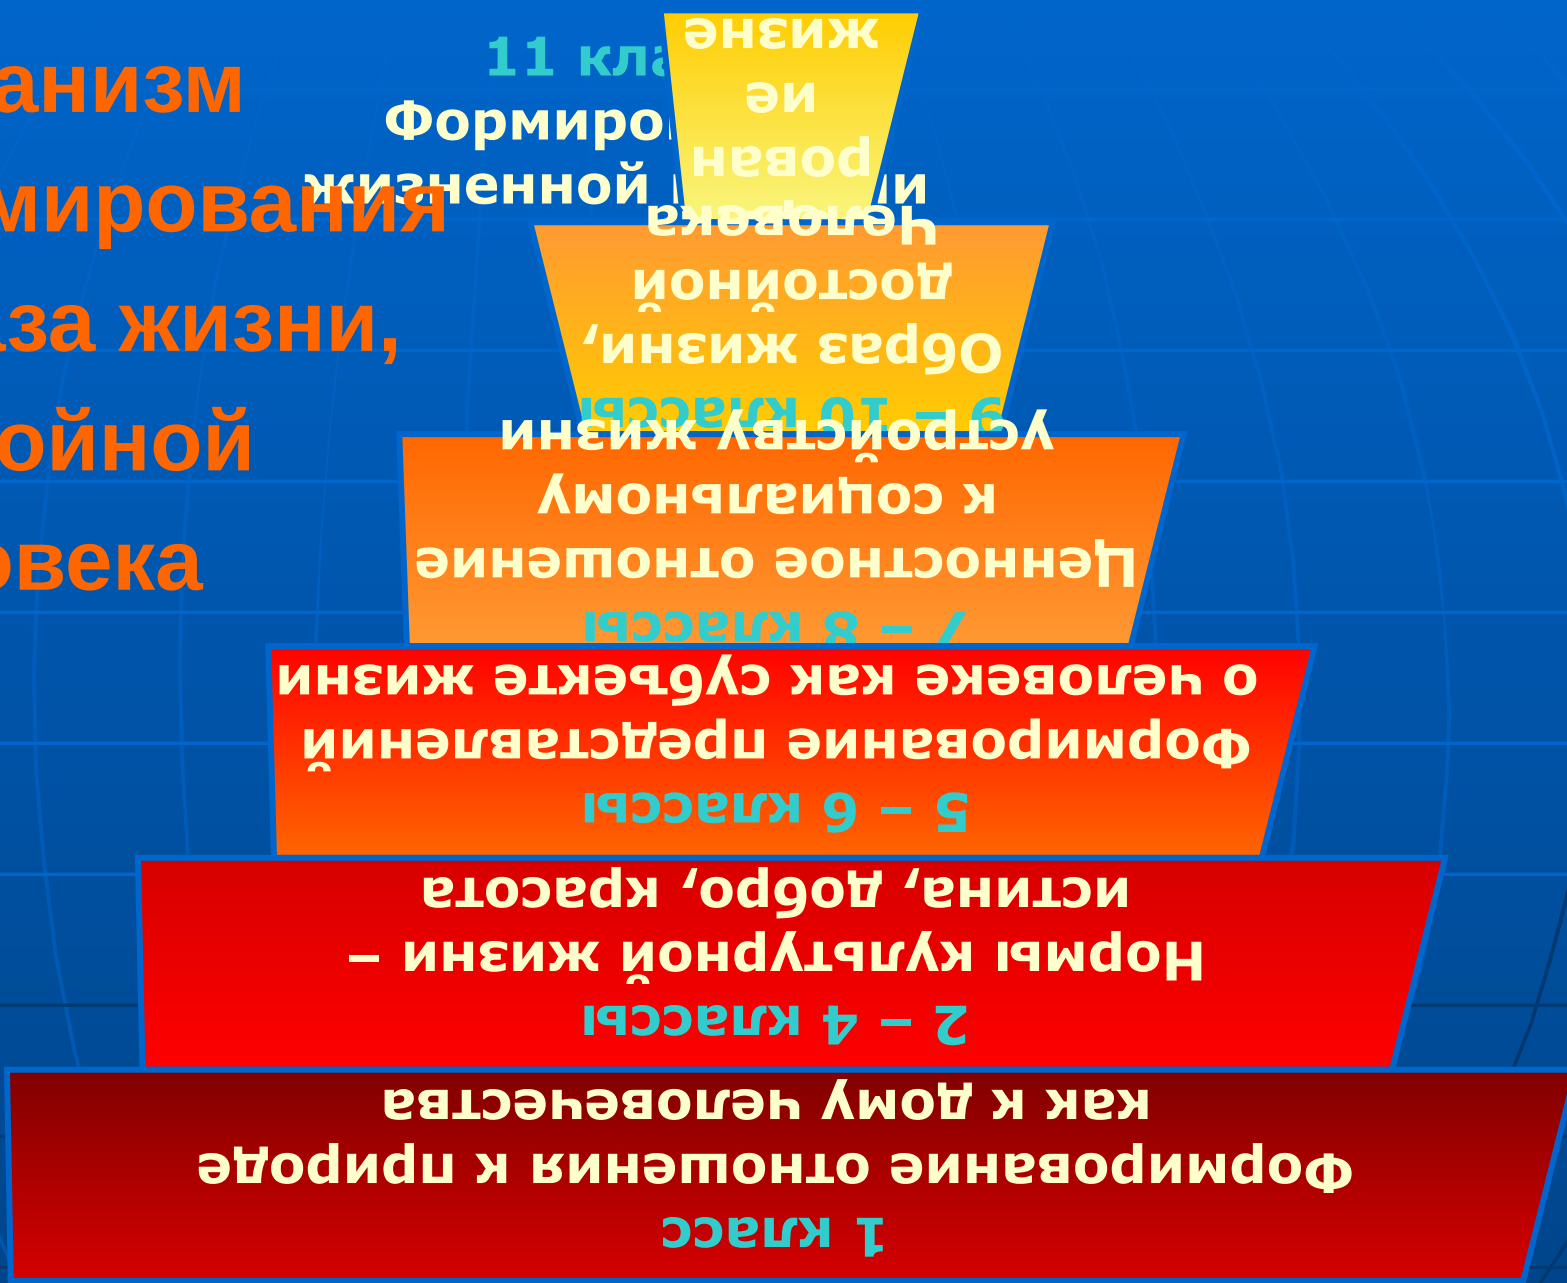 анизм
мирования
за жизни,
ойной
овека
11 кла
Формиро
жизненной
и
рован
ие
жизне
9 – 10 классы
Образ жизни,
достойной
Человека
7 – 8 классы
Ценностное отношение
к социальному
устройству жизни
5 – 6 классы
Формирование представлений
о человеке как субъекте жизни
2 – 4 классы
Нормы культурной жизни –
истина, добро, красота
1 класс
Формирование отношения к природе
как к дому человечества